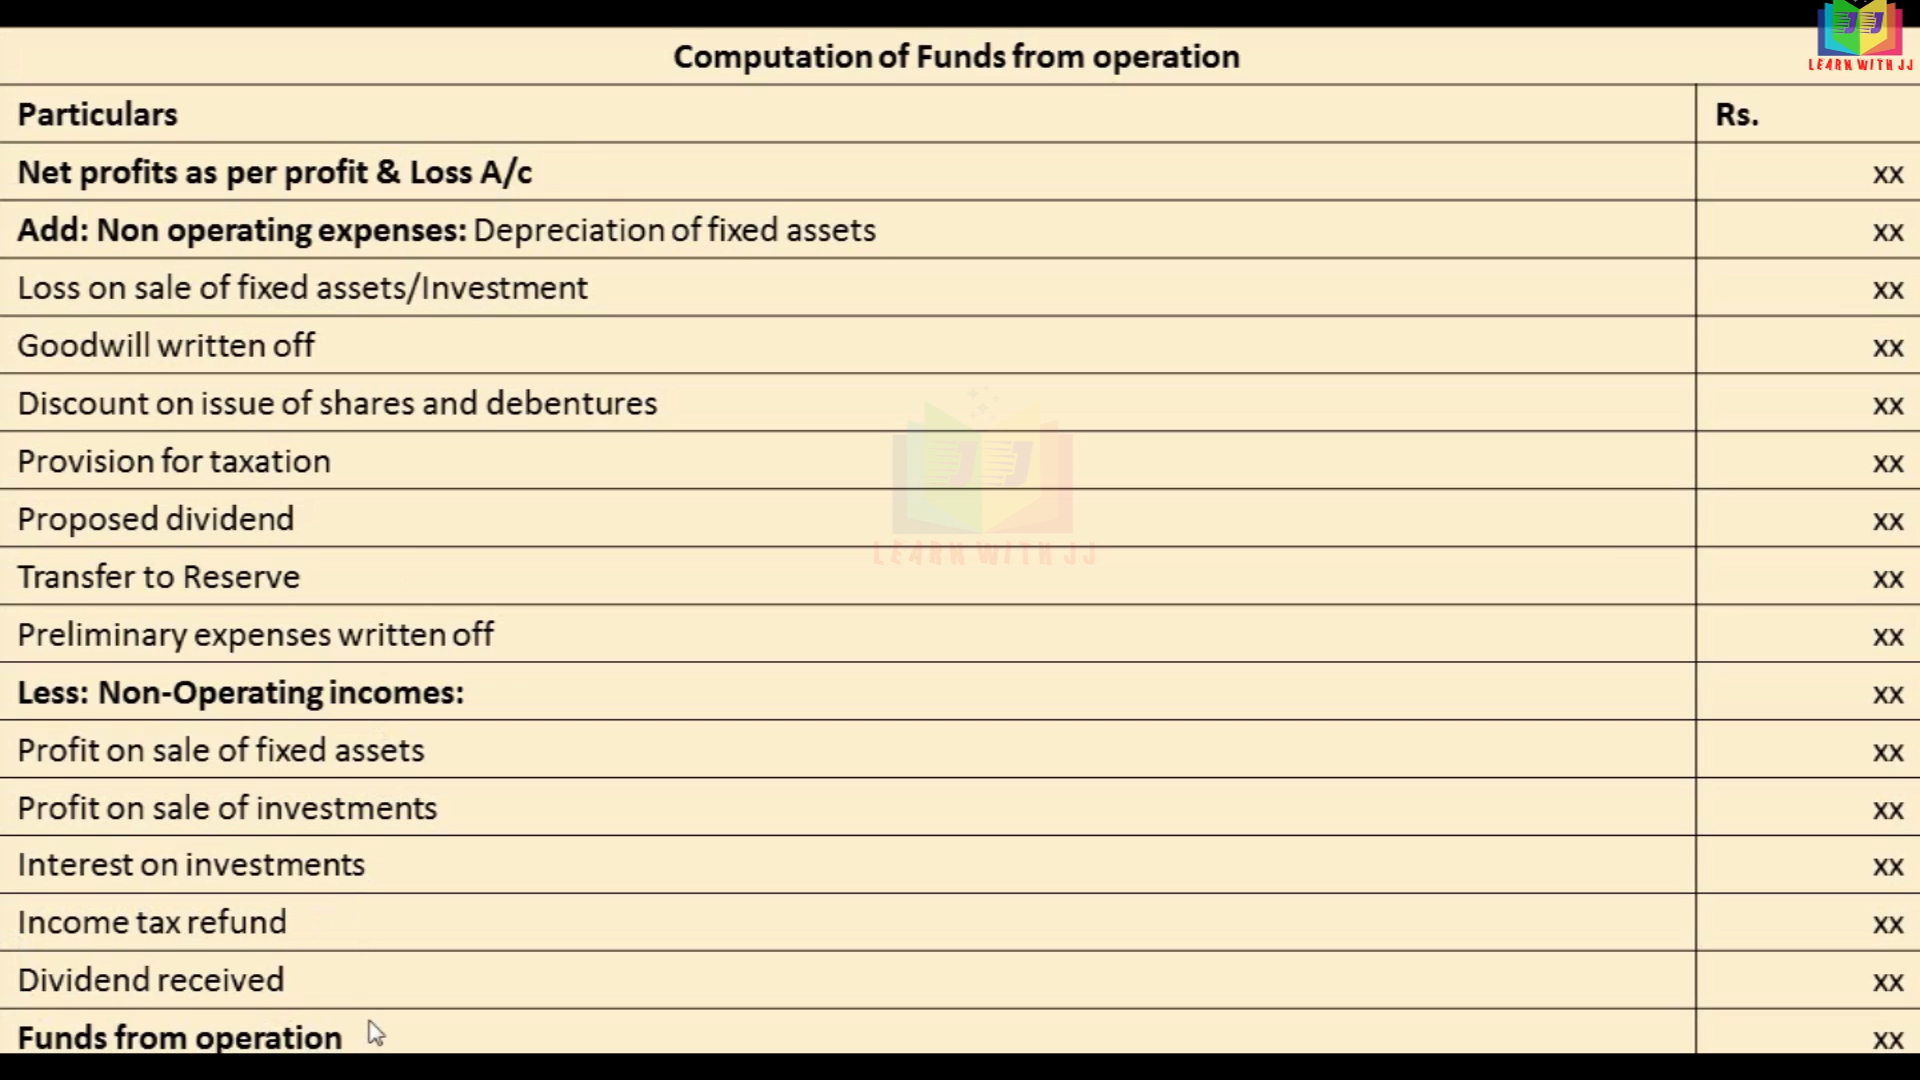 LEARN WITH JJ
Computation of Funds from operation
Particulars Rs.
Net profits as per profit & Loss A/c xx
Add: Non operating expenses: Depreciation of fixed assets xx
Loss on sale of fixed assets/Investment xx
Goodwill written off xx
Discount on issue of shares and debentures xx
Provision for taxation xx
Proposed dividend xx
LEARN WITH JJ
Transfer to Reserve xx
Preliminary expenses written off xx
Less: Non-Operating incomes: xx
Profit on sale of fixed assets xx
Profit on sale of investments xx
Interest on investments xx
Income tax refund xx
Dividend received xx
Funds from operation xx